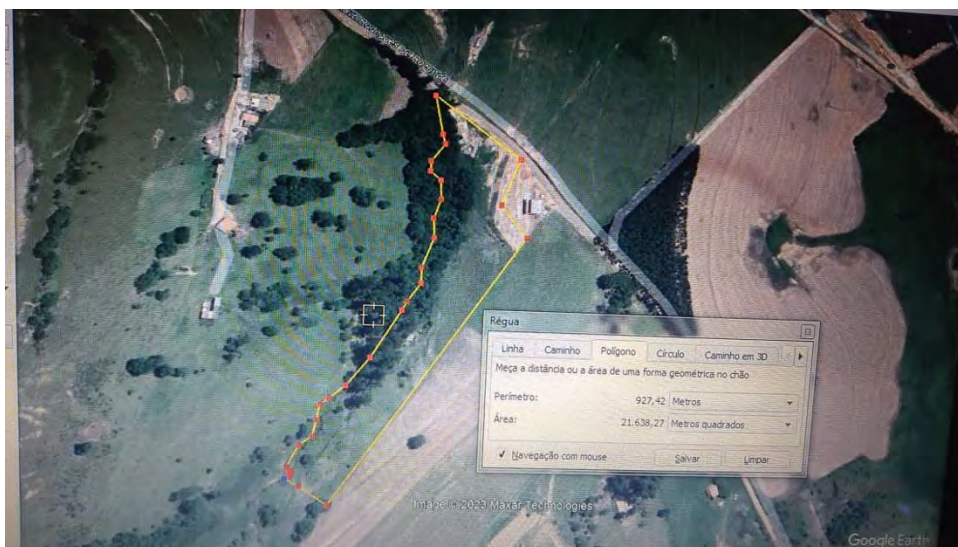 Régua
Linha Caminho Polígono Círculo Caminho em 3D
Meça a distância ou a área de uma forma geométrica no chão
Perímetro: 927,42 Metros
Área: 21.638,27 Metros quadrados
Navegação com mouse Salvar Limpar
Image © 2023 Maxar Technologies
Google Earth